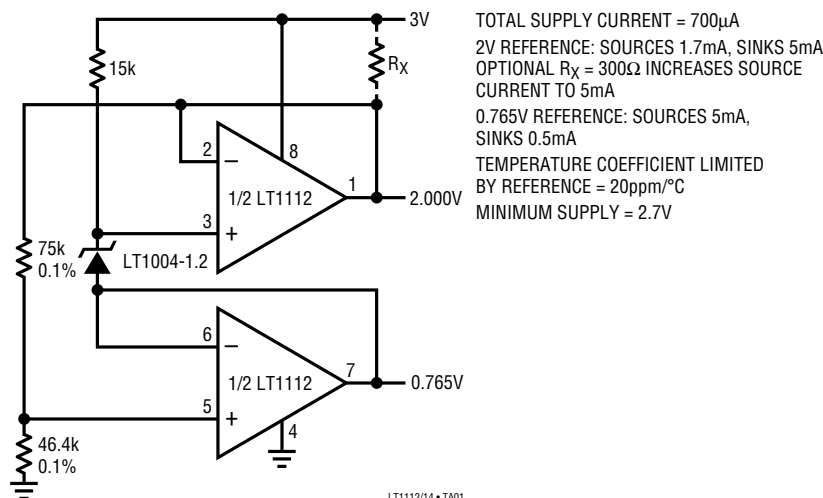 3V
15k
RX
2
−
8
1/2 LT1112
1
2.000V
3
+
75k
0.1%
LT1004-1.2
6
−
1/2 LT1112
7
0.765V
5
+
4
46.4k
0.1%
TOTAL SUPPLY CURRENT = 700μA
2V REFERENCE: SOURCES 1.7mA, SINKS 5mA
OPTIONAL RX = 300Ω INCREASES SOURCE
CURRENT TO 5mA
0.765V REFERENCE: SOURCES 5mA,
SINKS 0.5mA
TEMPERATURE COEFFICIENT LIMITED
BY REFERENCE = 20ppm/°C
MINIMUM SUPPLY = 2.7V
LT1112/14 • TA01